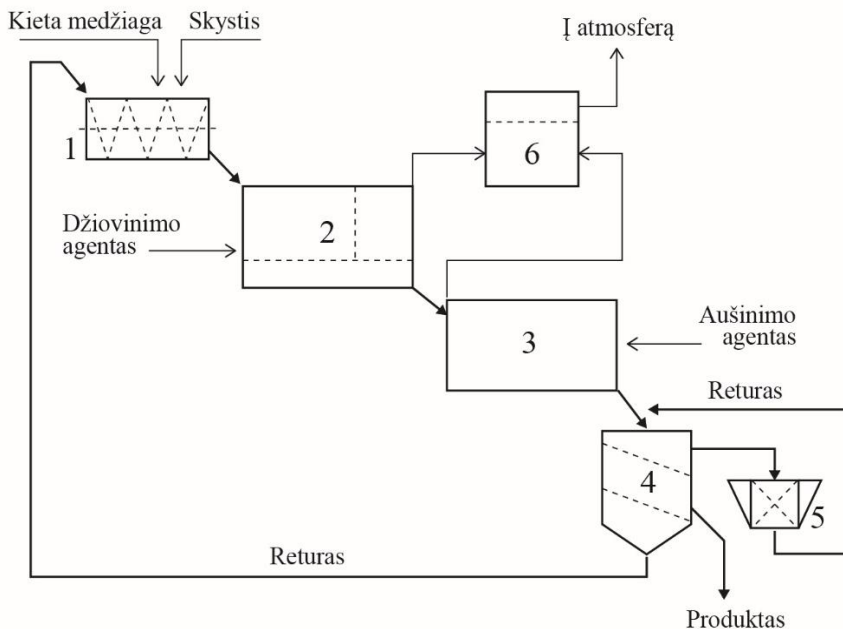 Kieta medžiaga
Skystis
Į atmosferą
1
6
2
Džiovinimo
agentas
3
Aušinimo
agentas
Returas
4
5
Returas
Produktas